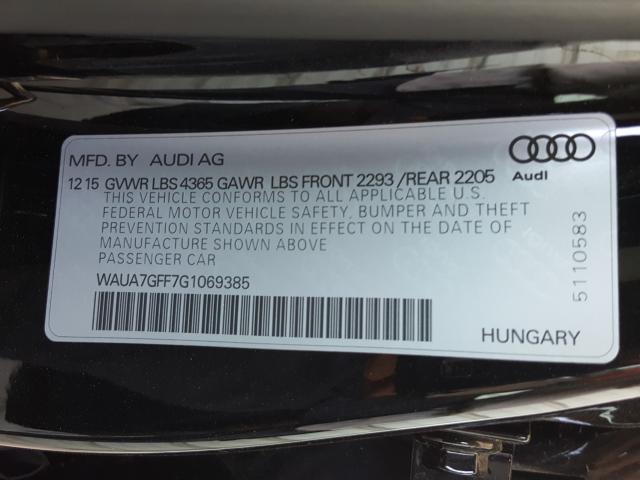 MFD. BY AUDI AG
12 15 GVWR LBS 4365 GAWR LBS FRONT 2293 /REAR 2205
THIS VEHICLE CONFORMS TO ALL APPLICABLE U.S.
FEDERAL MOTOR VEHICLE SAFETY, BUMPER AND THEFT
PREVENTION STANDARDS IN EFFECT ON THE DATE OF
MANUFACTURE SHOWN ABOVE
PASSENGER CAR
WAUA7GFF7G1069385
Audi
5110583
HUNGARY